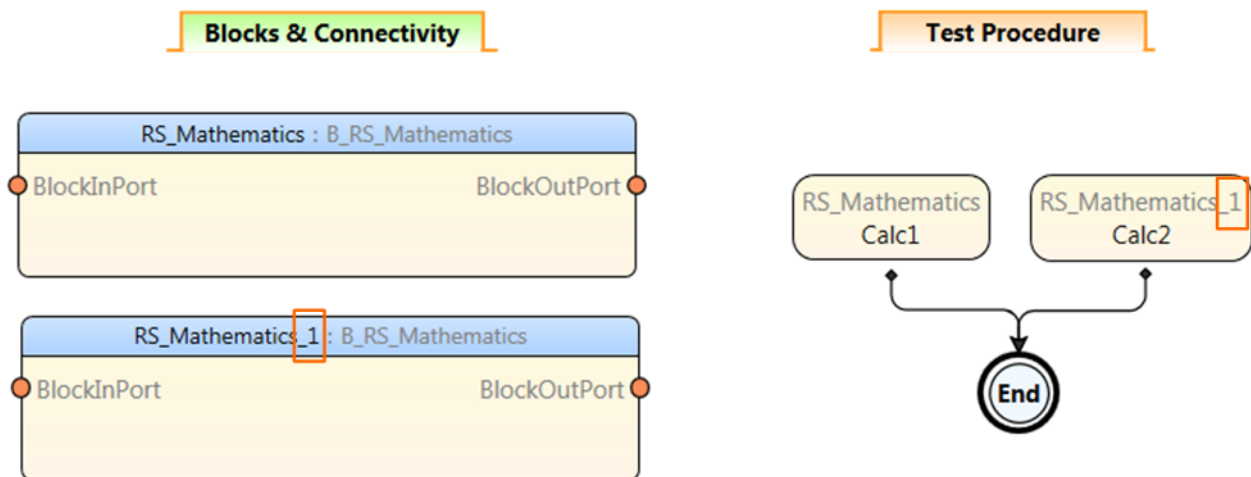 Blocks & Connectivity
RS_Mathematics : B_RS_Mathematics
BlockInPort
BlockOutPort
RS_Mathematics_1 : B_RS_Mathematics
BlockInPort
BlockOutPort
Test Procedure
RS_Mathematics
Calc1
RS_Mathematics_1
Calc2
End